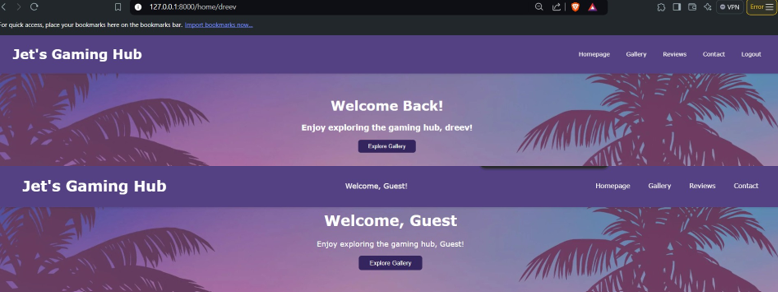 127.0.0.1:8000/home/dreev
VPN
Error
For quick access, place your bookmarks here on the bookmarks bar. Import bookmarks now...
Jet's Gaming Hub Homepage Gallery Reviews Contact Logout
Welcome Back!
Enjoy exploring the gaming hub, dreev!
Explore Gallery
Jet's Gaming Hub Welcome, Guest! Homepage Gallery Reviews Contact
Welcome, Guest
Enjoy exploring the gaming hub, Guest!
Explore Gallery